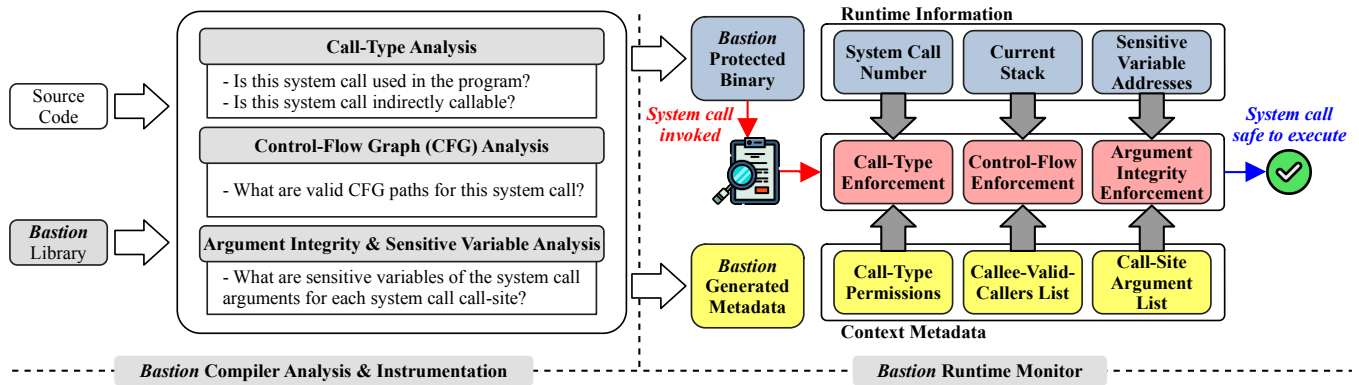 Source
Code
Bastion
Library
Call-Type Analysis
- Is this system call used in the program?
- Is this system call indirectly callable?
Control-Flow Graph (CFG) Analysis
- What are valid CFG paths for this system call?
Argument Integrity & Sensitive Variable Analysis
- What are sensitive variables of the system call
arguments for each system call call-site?
Bastion
Protected
Binary
System call
invoked
Bastion
Generated
Metadata
Runtime Information
System Call
Number
Current
Stack
Sensitive
Variable
Addresses
Call-Type
Enforcement
Control-Flow
Enforcement
Argument
Integrity
Enforcement
System call
safe to execute
Call-Type
Permissions
Callee-Valid-
Callers List
Call-Site
Argument
List
Context Metadata
Bastion Compiler Analysis & Instrumentation
Bastion Runtime Monitor